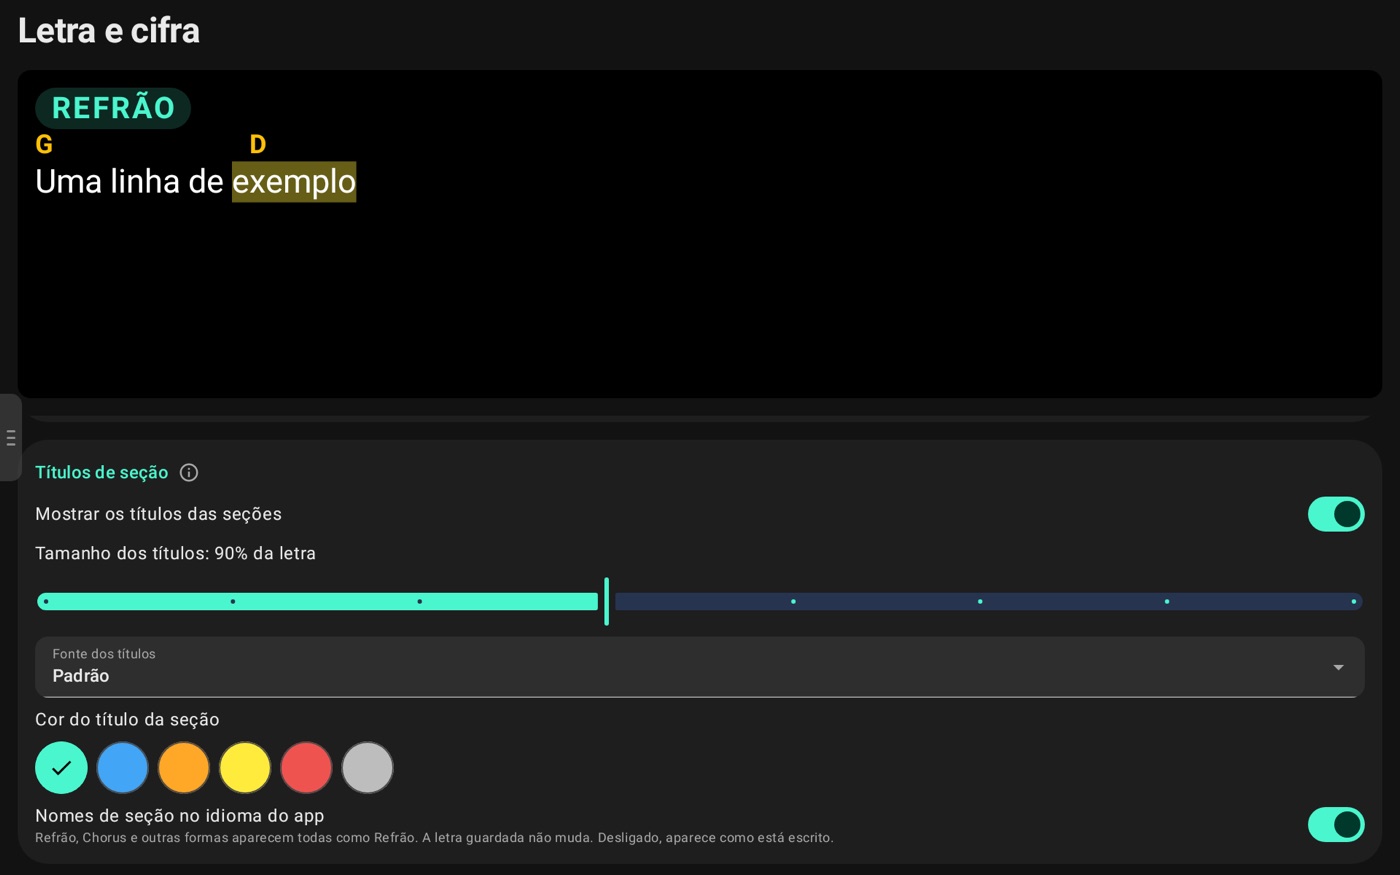 Letra e cifra
REFRÃO
G D
Uma linha de exemplo
Títulos de seção
Mostrar os títulos das seções
Tamanho dos títulos: 90% da letra
Fonte dos títulos
Padrão
Cor do título da seção
Nomes de seção no idioma do app
Refrão, Chorus e outras formas aparecem todas como Refrão. A letra guardada não muda. Desligado, aparece como está escrito.